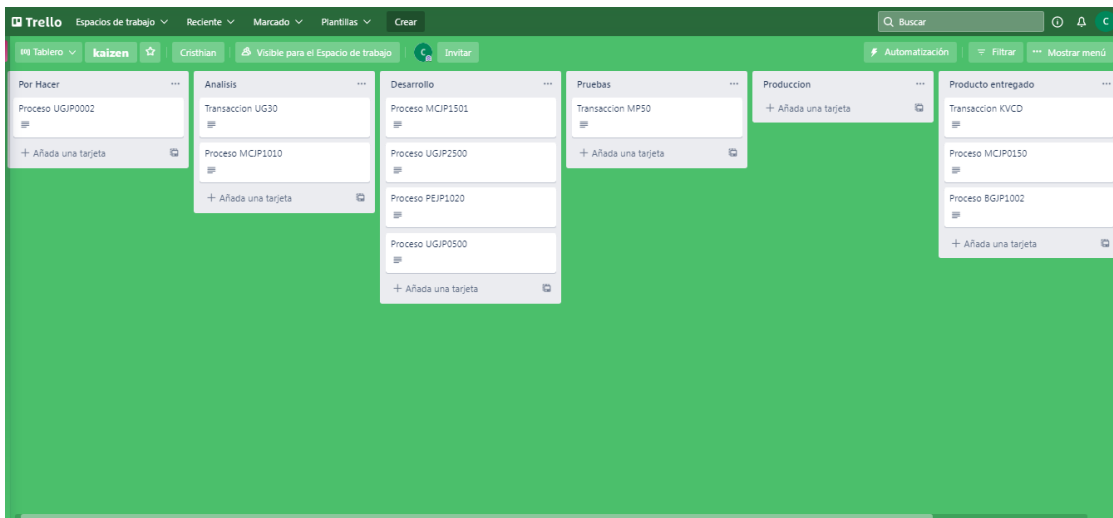 Trello Espacios de trabajo Reciente Marcado Plantillas Crear Buscar C
Tablero kaizen Cristhian Visible para el Espacio de trabajo C Invitar Automatización Filtrar ··· Mostrar menú
Por Hacer ···
Proceso UGJP0002
+ Añada una tarjeta
Analisis ···
Transaccion UG30
Proceso MCJP1010
+ Añada una tarjeta
Desarrollo ···
Proceso MCJP1501
Proceso UGJP2500
Proceso PEJP1020
Proceso UGJP0500
+ Añada una tarjeta
Pruebas ···
Transaccion MP50
+ Añada una tarjeta
Produccion ···
+ Añada una tarjeta
Producto entregado ···
Transaccion KVCD
Proceso MCJP0150
Proceso BGJP1002
+ Añada una tarjeta